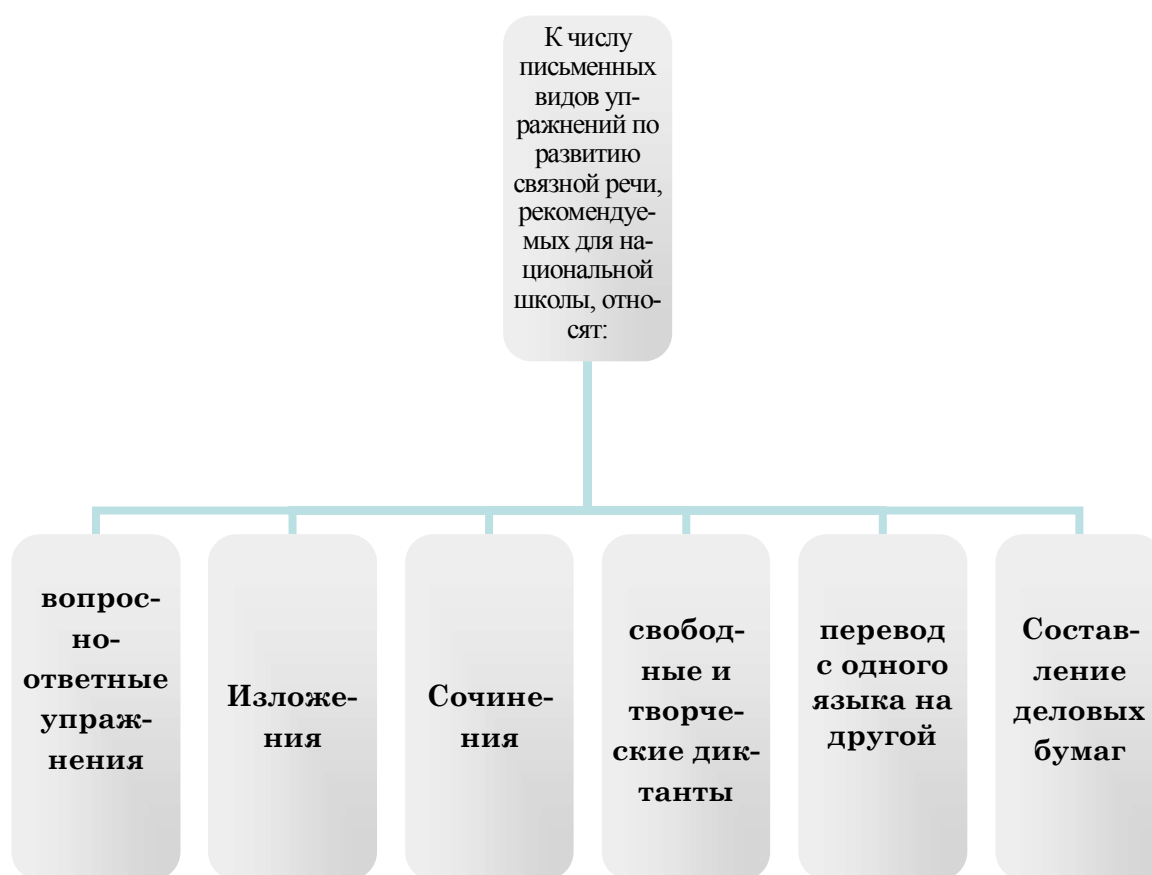 К числу
письменных
видов уп-
ражнений по
развитию
связной речи,
рекомендуе-
мых для на-
циональной
школы, отно-
сят:
вопрос-
но-
ответные
упраж-
нения
Изложе-
ния
Сочине-
ния
свобод-
ные и
творче-
ские дик-
танты
перевод
с одного
языка на
другой
Состав-
ление
деловых
бумаг